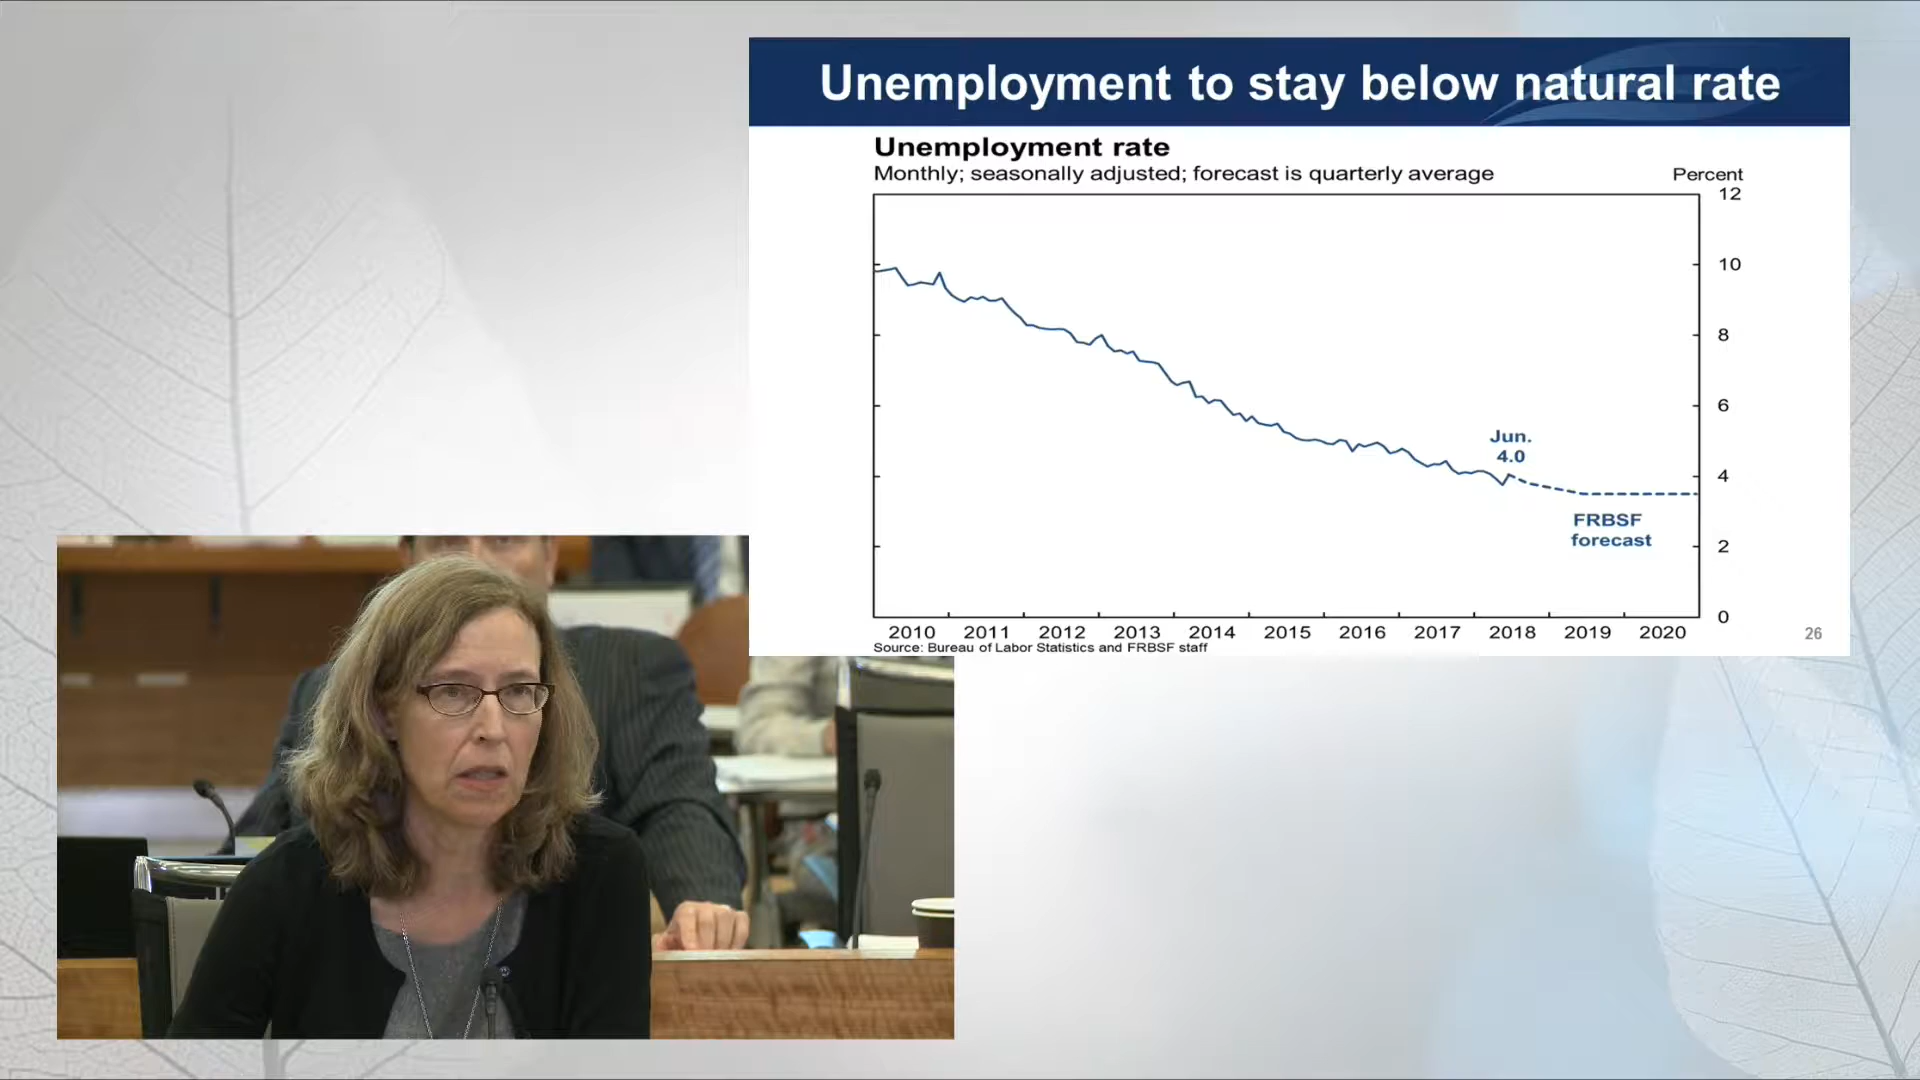 Unemployment to stay below natural rate
Unemployment rate
Monthly; seasonally adjusted; forecast is quarterly average
Percent
12
10
8
6
Jun.
4.0
4
FRBSF
forecast
2
0
2010 2011 2012 2013 2014 2015 2016 2017 2018 2019 2020
26
Source: Bureau of Labor Statistics and FRBSF staff